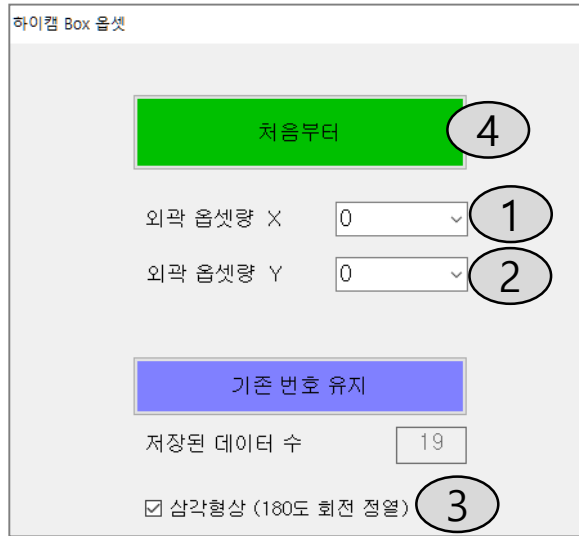 하이캠 Box 옵셋
처음부터 4
외곽 옵셋량 X 0 1
외곽 옵셋량 Y 0 2
기존 번호 유지
저장된 데이터 수 19
삼각형상 (180도 회전 정열) 3